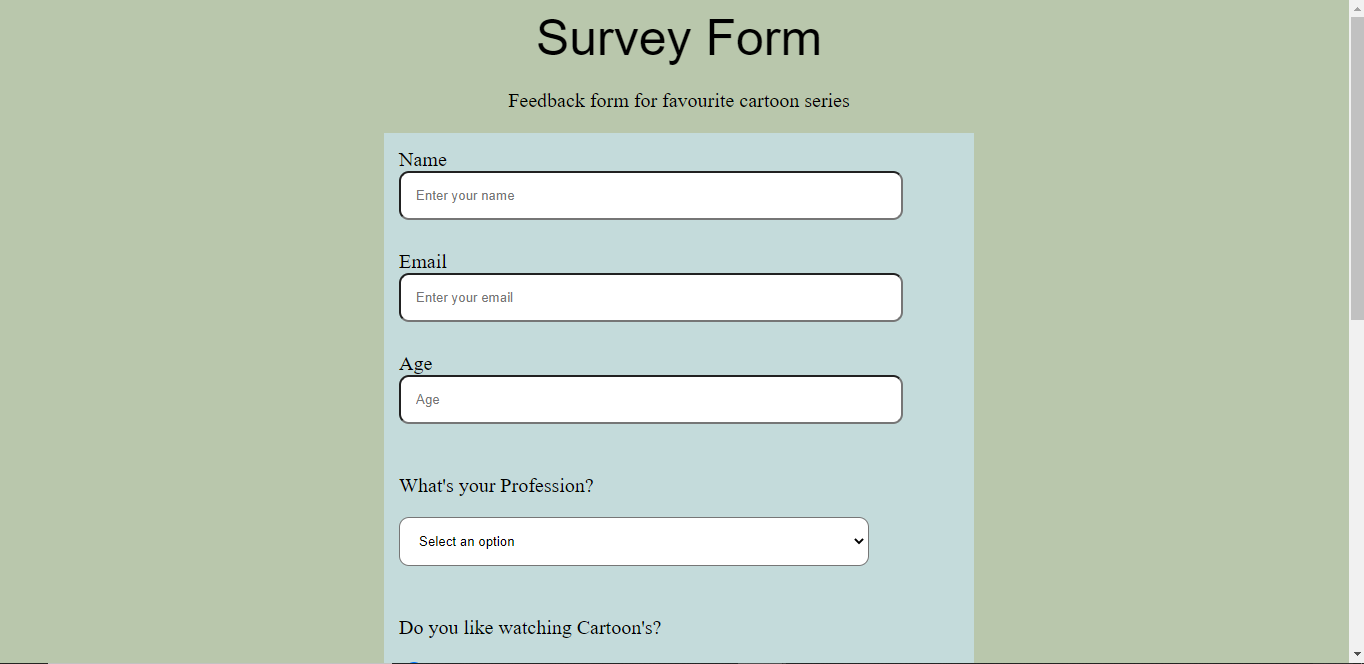 Survey Form
Feedback form for favourite cartoon series
Name
Enter your name
Email
Enter your email
Age
Age
What's your Profession?
Select an option
Do you like watching Cartoon's?